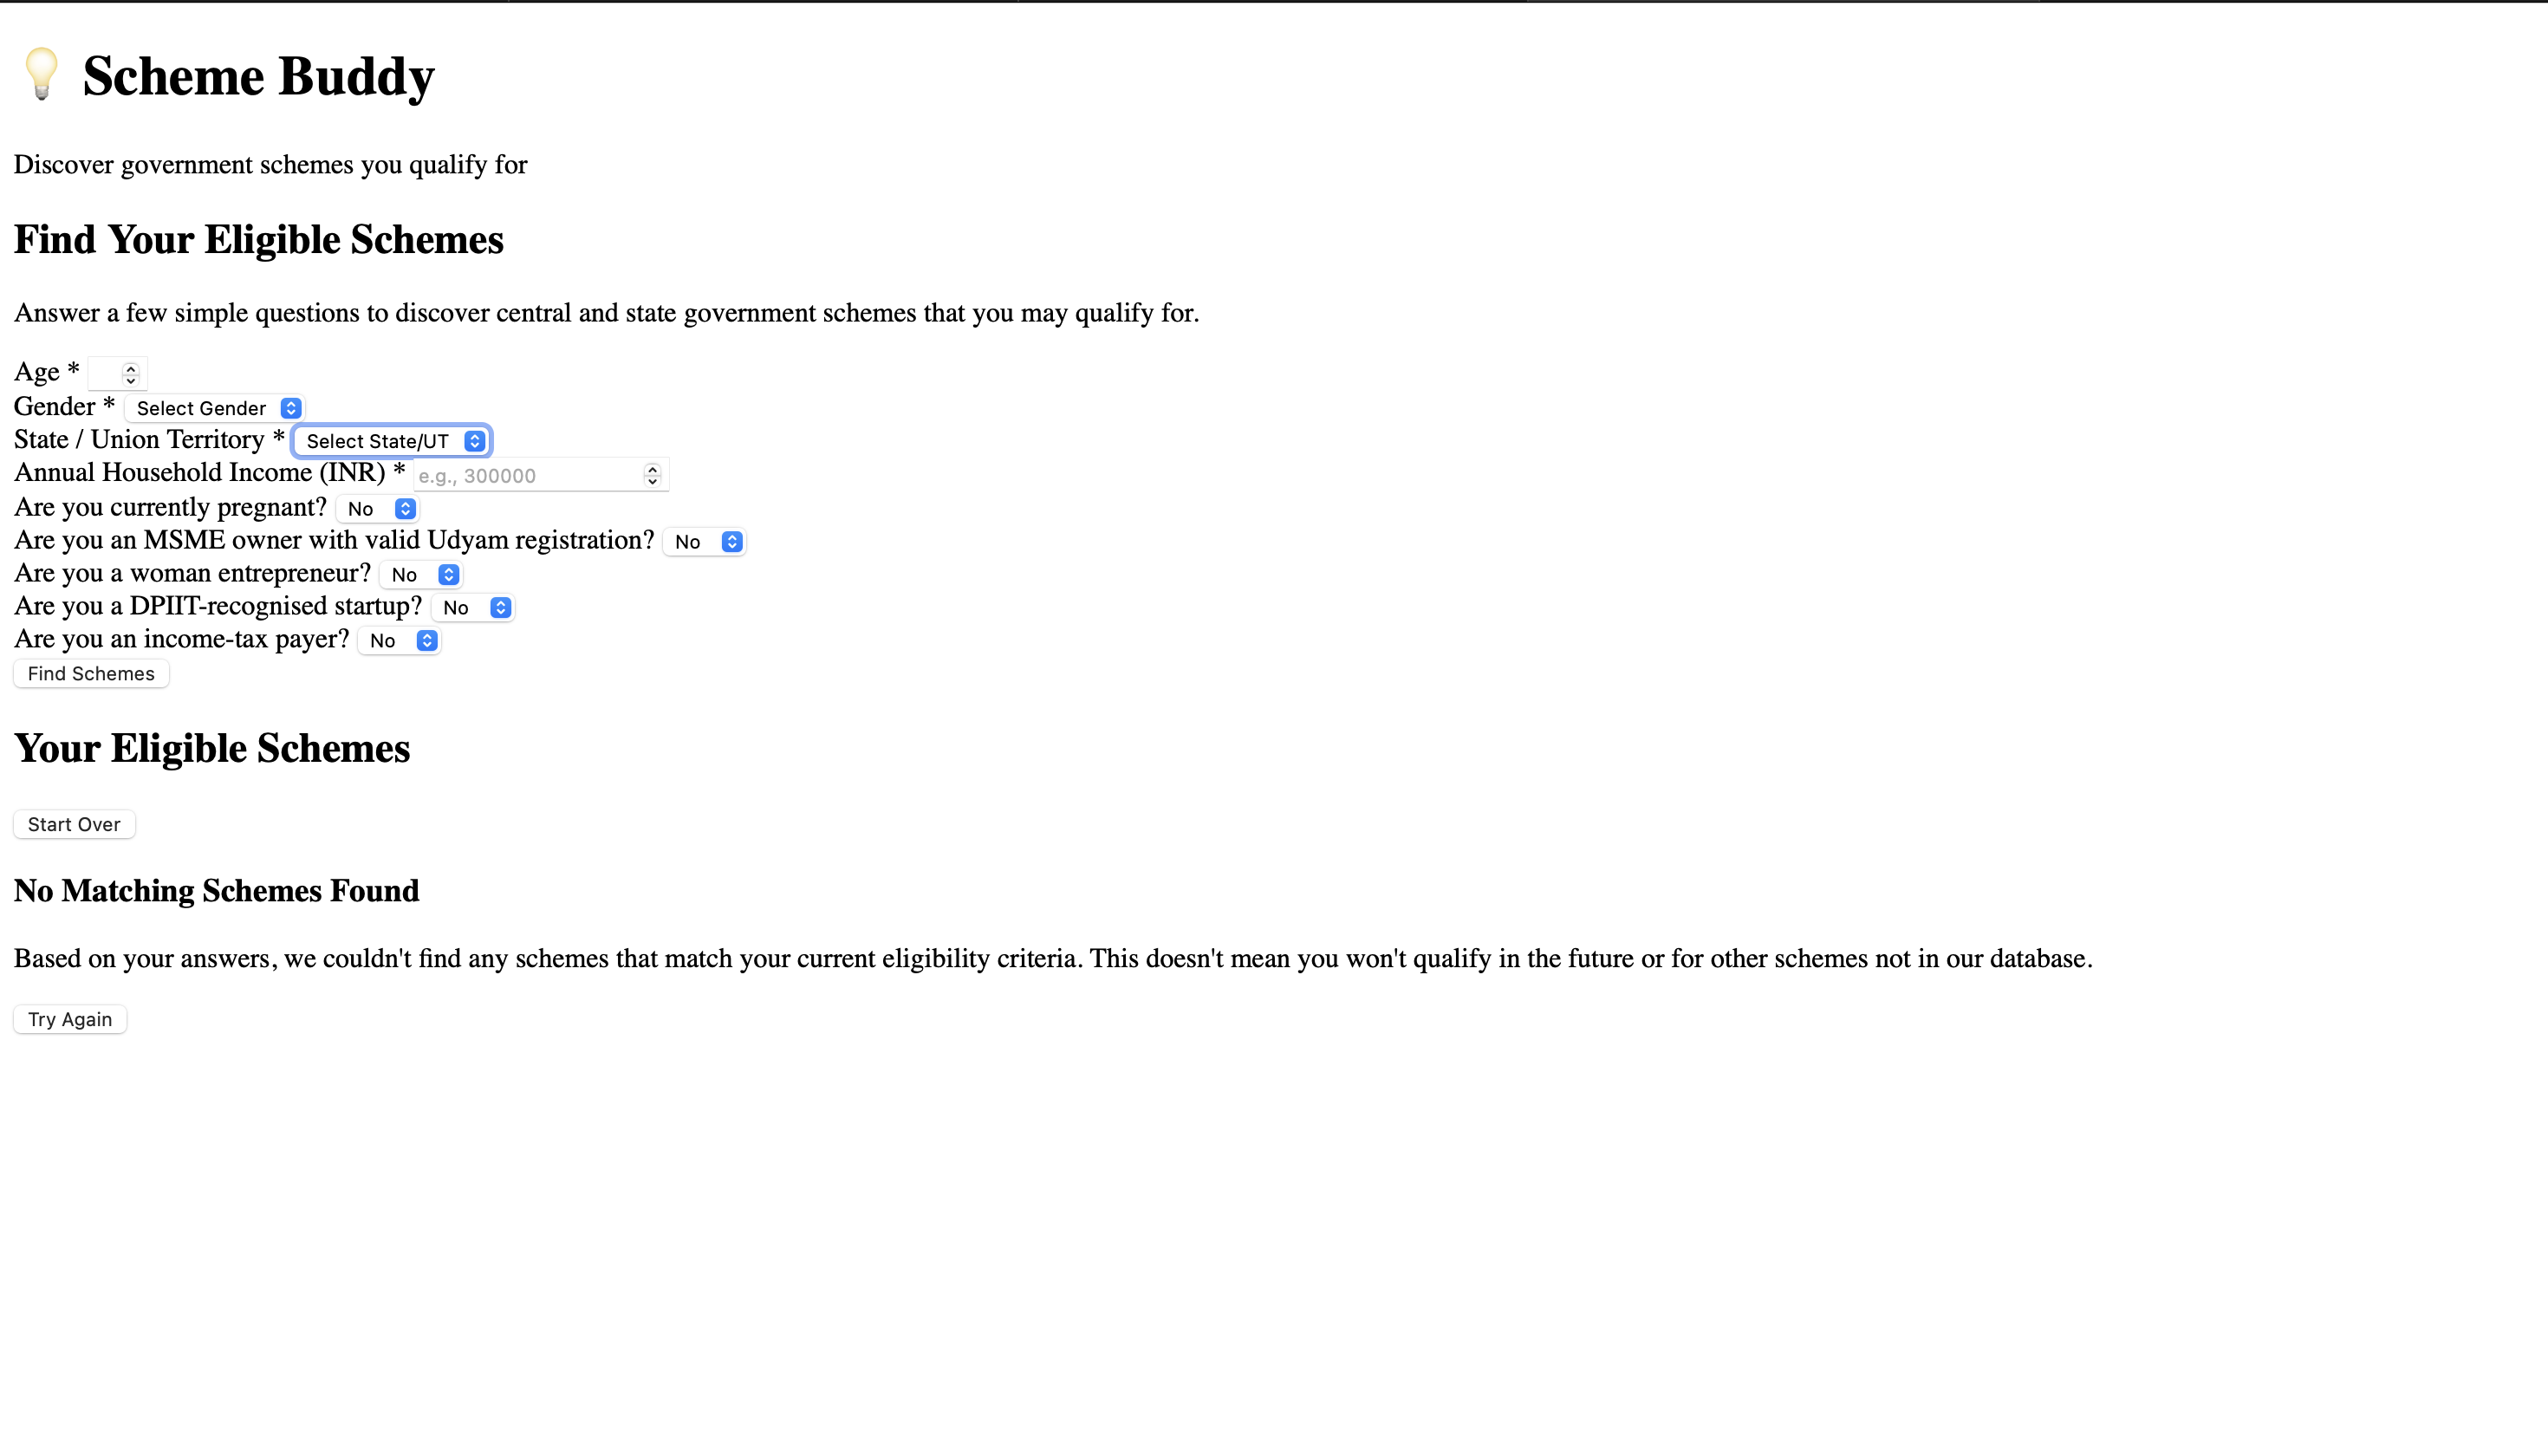 💡 Scheme Buddy
Discover government schemes you qualify for
Find Your Eligible Schemes
Answer a few simple questions to discover central and state government schemes that you may qualify for.
Age *
Gender * Select Gender
State / Union Territory * Select State/UT
Annual Household Income (INR) * e.g., 300000
Are you currently pregnant? No
Are you an MSME owner with valid Udyam registration? No
Are you a woman entrepreneur? No
Are you a DPIIT-recognised startup? No
Are you an income-tax payer? No
Find Schemes
Your Eligible Schemes
Start Over
No Matching Schemes Found
Based on your answers, we couldn't find any schemes that match your current eligibility criteria. This doesn't mean you won't qualify in the future or for other schemes not in our database.
Try Again